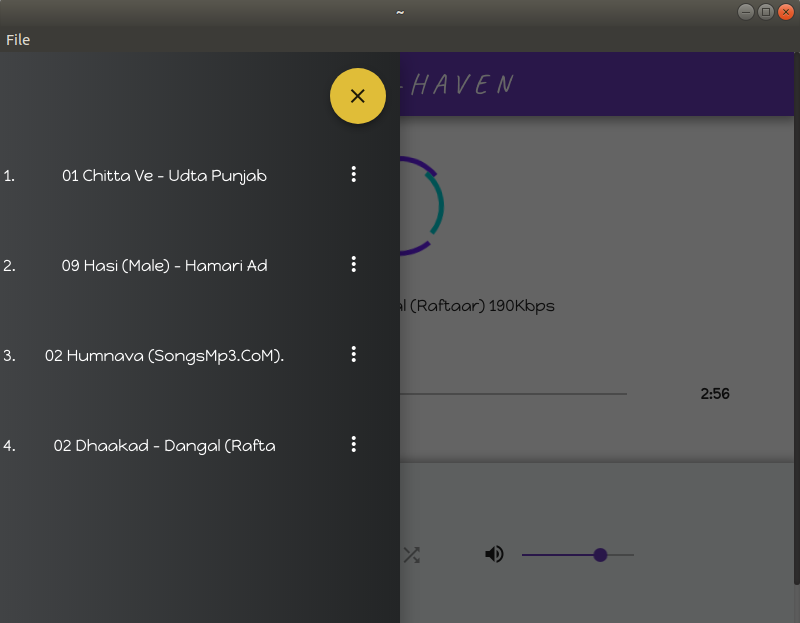 ~
File
-HAVEN
1. 01 Chitta Ve - Udta Punjab
2. 09 Hasi (Male) - Hamari Ad
(Raftaar) 190Kbps
3. 02 Humnava (SongsMp3.CoM).
2:56
4. 02 Dhaakad - Dangal (Rafta